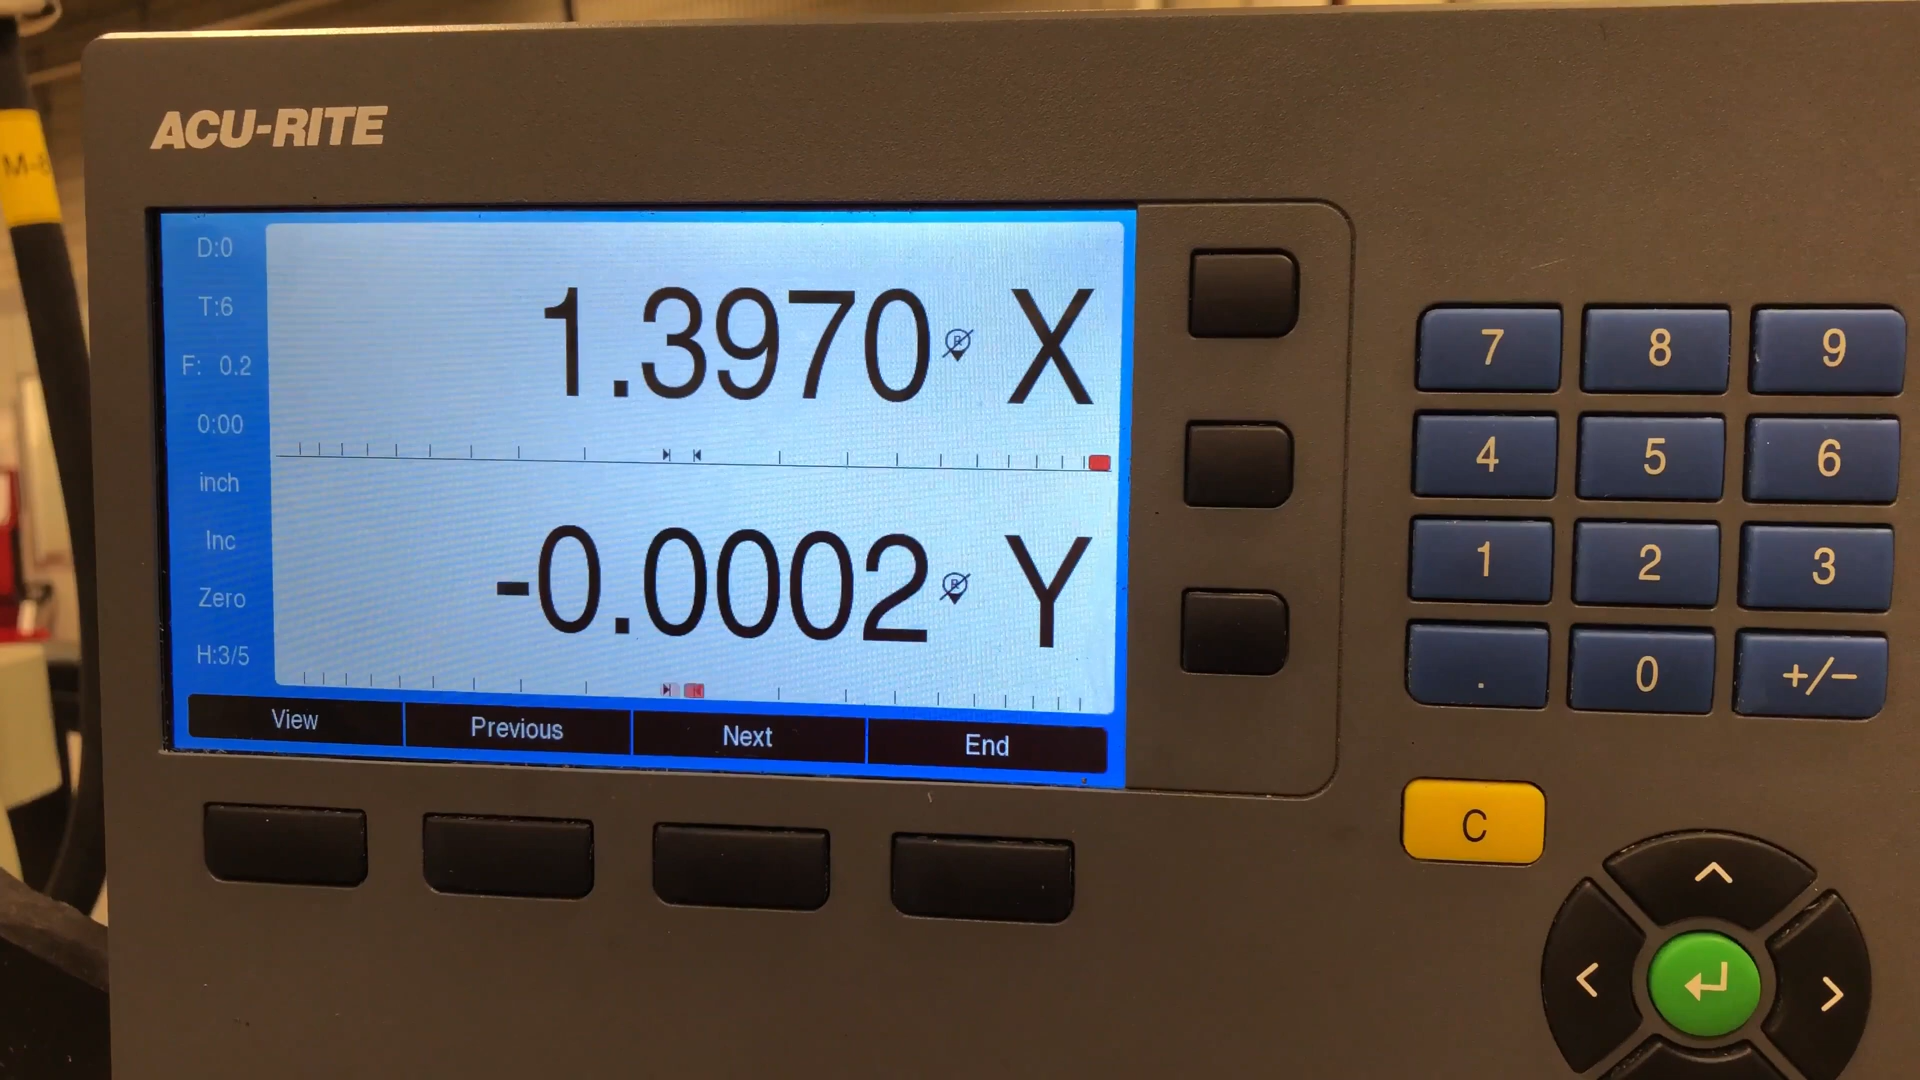 ACU-RITE
M-
D:0
T:6
F: 0.2
0:00
inch
Inc
Zero
H:3/5
1.3970 X
-0.0002 Y
View Previous Next End
7 8 9
4 5 6
1 2 3
. 0 +/-
C